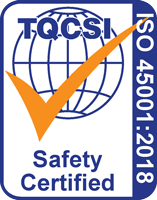 TQCSI
Safety
Certified
ISO 45001:2018